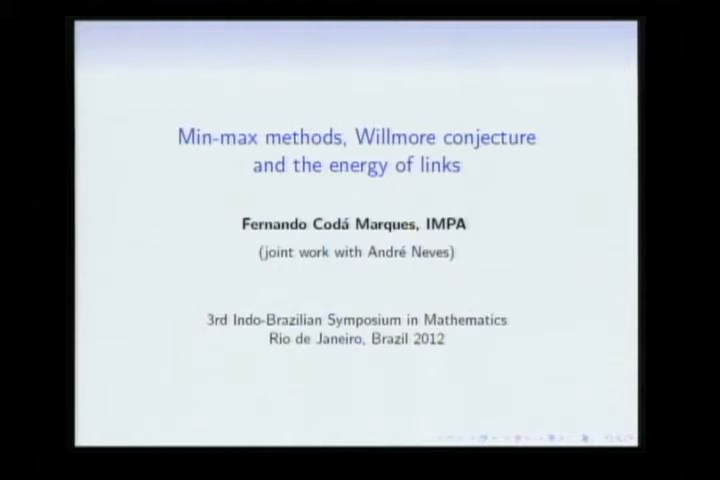 Min-max methods, Willmore conjecture
and the energy of links
Fernando Codá Marques, IMPA
(joint work with André Neves)
3rd Indo-Brazilian Symposium in Mathematics
Rio de Janeiro, Brazil 2012